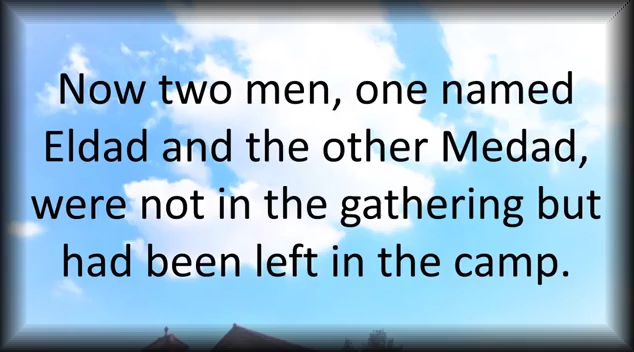 Now two men, one named
Eldad and the other Medad,
were not in the gathering but
had been left in the camp.